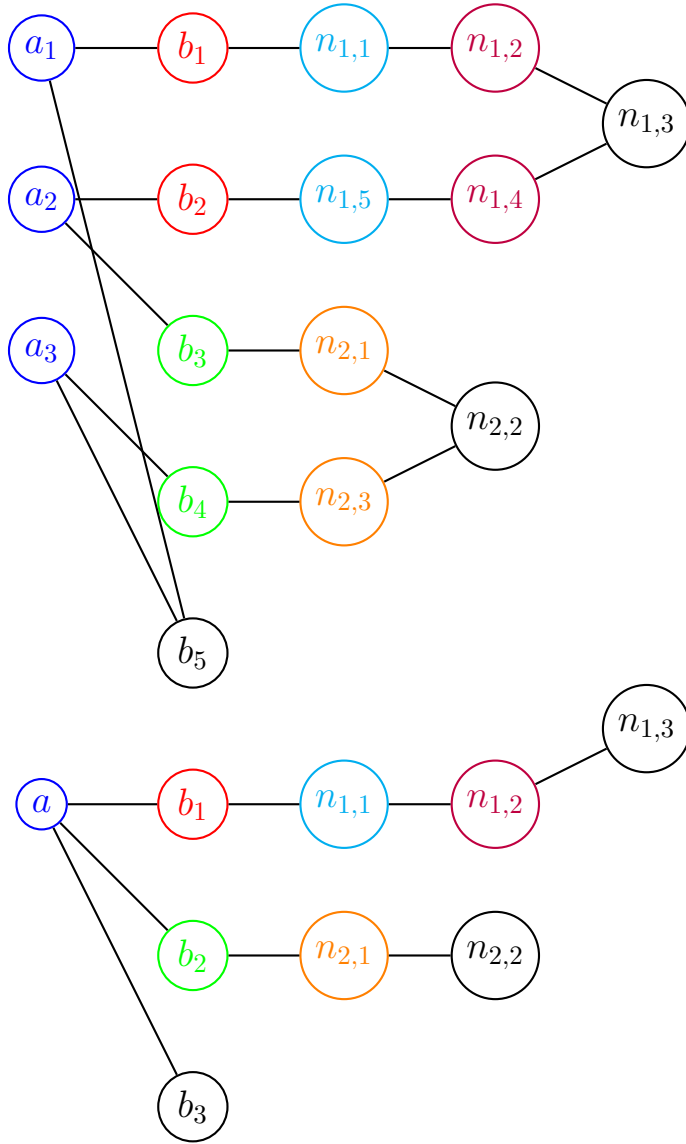 a₁ b₁ n₁,₁ n₁,₂
n₁,₃
a₂ b₂ n₁,₅ n₁,₄
a₃ b₃ n₂,₁
n₂,₂
b₄ n₂,₃
b₅
n₁,₃
a b₁ n₁,₁ n₁,₂
b₂ n₂,₁ n₂,₂
b₃